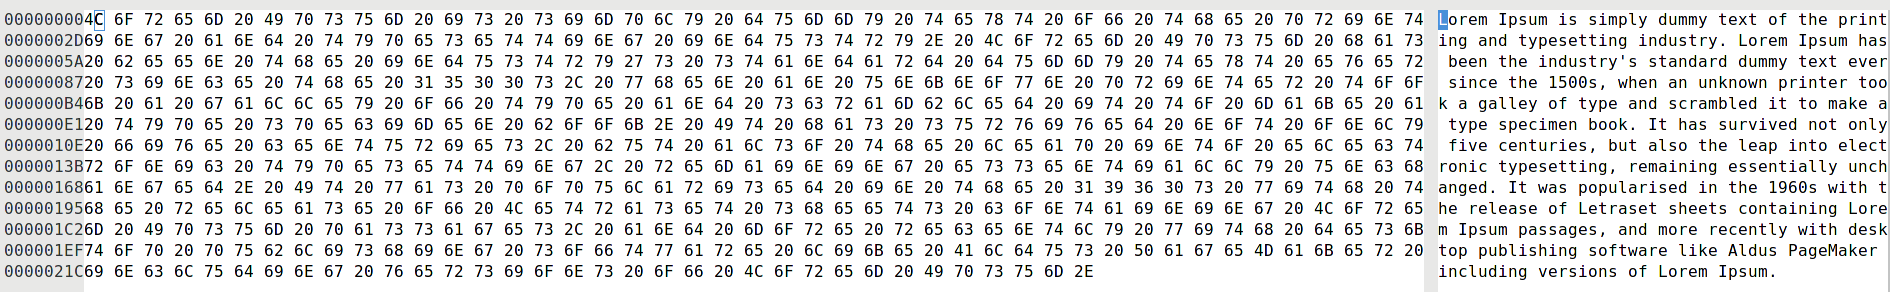 000000004C 6F 72 65 6D 20 49 70 73 75 6D 20 69 73 20 73 69 6D 70 6C 79 20 64 75 6D 6D 79 20 74 65 78 74 20 6F 66 20 74 68 65 20 70 72 69 6E 74 Lorem Ipsum is simply dummy text of the print
0000002D69 6E 67 20 61 6E 64 20 74 79 70 65 73 65 74 74 69 6E 67 20 69 6E 64 75 73 74 72 79 2E 20 4C 6F 72 65 6D 20 49 70 73 75 6D 20 68 61 73 ing and typesetting industry. Lorem Ipsum has
0000005A20 62 65 65 6E 20 74 68 65 20 69 6E 64 75 73 74 72 79 27 73 20 73 74 61 6E 64 61 72 64 20 64 75 6D 6D 79 20 74 65 78 74 20 65 76 65 72 been the industry's standard dummy text ever
0000008720 73 69 6E 63 65 20 74 68 65 20 31 35 30 30 73 2C 20 77 68 65 6E 20 61 6E 20 75 6E 6B 6E 6F 77 6E 20 70 72 69 6E 74 65 72 20 74 6F 6F since the 1500s, when an unknown printer too
000000B46B 20 61 20 67 61 6C 6C 65 79 20 6F 66 20 74 79 70 65 20 61 6E 64 20 73 63 72 61 6D 62 6C 65 64 20 69 74 20 74 6F 20 6D 61 6B 65 20 61 k a galley of type and scrambled it to make a
000000E120 74 79 70 65 20 73 70 65 63 69 6D 65 6E 20 62 6F 6F 6B 2E 20 49 74 20 68 61 73 20 73 75 72 76 69 76 65 64 20 6E 6F 74 20 6F 6E 6C 79 type specimen book. It has survived not only
0000010E20 66 69 76 65 20 63 65 6E 74 75 72 69 65 73 2C 20 62 75 74 20 61 6C 73 6F 20 74 68 65 20 6C 65 61 70 20 69 6E 74 6F 20 65 6C 65 63 74 five centuries, but also the leap into elect
0000013B72 6F 6E 69 63 20 74 79 70 65 73 65 74 74 69 6E 67 2C 20 72 65 6D 61 69 6E 69 6E 67 20 65 73 73 65 6E 74 69 61 6C 6C 79 20 75 6E 63 68 ronic typesetting, remaining essentially unch
0000016861 6E 67 65 64 2E 20 49 74 20 77 61 73 20 70 6F 70 75 6C 61 72 69 73 65 64 20 69 6E 20 74 68 65 20 31 39 36 30 73 20 77 69 74 68 20 74 anged. It was popularised in the 1960s with t
0000019568 65 20 72 65 6C 65 61 73 65 20 6F 66 20 4C 65 74 72 61 73 65 74 20 73 68 65 65 74 73 20 63 6F 6E 74 61 69 6E 69 6E 67 20 4C 6F 72 65 he release of Letraset sheets containing Lore
000001C26D 20 49 70 73 75 6D 20 70 61 73 73 61 67 65 73 2C 20 61 6E 64 20 6D 6F 72 65 20 72 65 63 65 6E 74 6C 79 20 77 69 74 68 20 64 65 73 6B m Ipsum passages, and more recently with desk
000001EF74 6F 70 20 70 75 62 6C 69 73 68 69 6E 67 20 73 6F 66 74 77 61 72 65 20 6C 69 6B 65 20 41 6C 64 75 73 20 50 61 67 65 4D 61 6B 65 72 20 top publishing software like Aldus PageMaker
0000021C69 6E 63 6C 75 64 69 6E 67 20 76 65 72 73 69 6F 6E 73 20 6F 66 20 4C 6F 72 65 6D 20 49 70 73 75 6D 2E including versions of Lorem Ipsum.